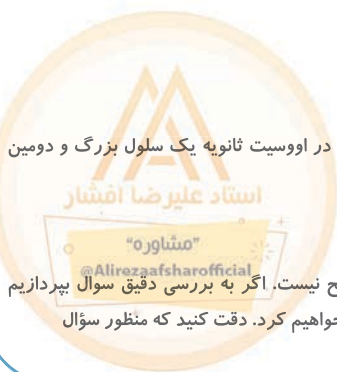 در اووسیت ثانویه یک سلول بزرگ و دومین
استاد علیرضا افشار
"مشاوره"
@Alirezaafsharofficial
ح نیست. اگر به بررسی دقیق سوال بپردازیم
خواهیم کرد. دقت کنید که منظور سؤال